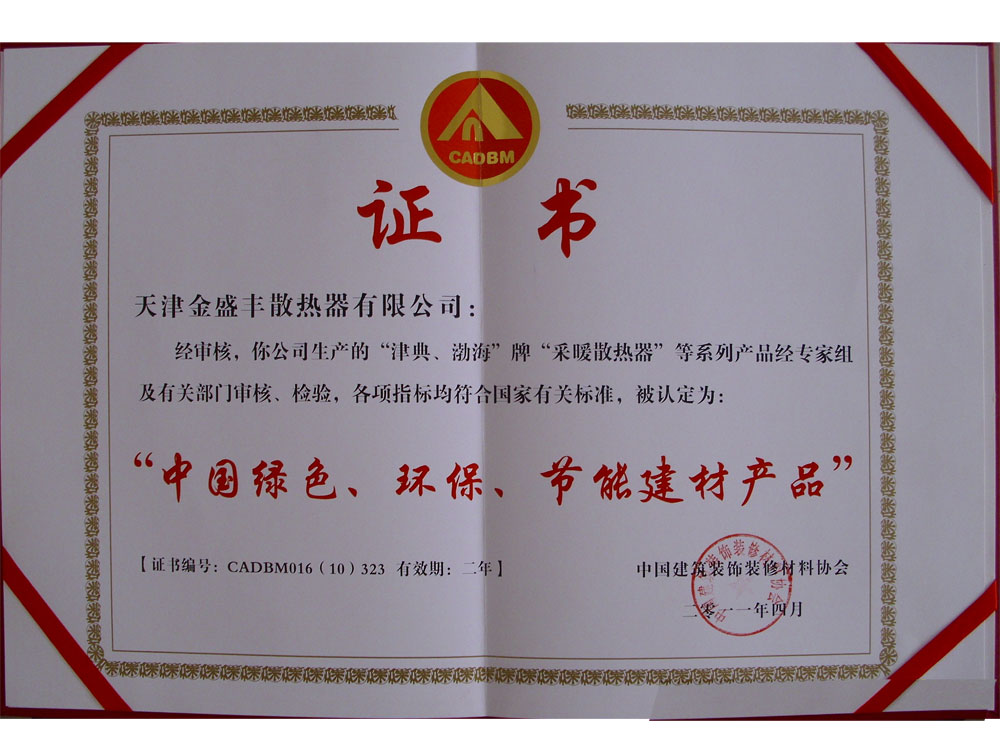 CADBM
证 书
天津金盛丰散热器有限公司：
经审核，你公司生产的“津典、渤海”牌“采暖散热器”等系列产品经专家组
及有关部门审核、检验，各项指标均符合国家有关标准，被认定为：
“中国绿色、环保、节能建材产品”
【证书编号：CADBM016（10）323 有效期：二年】
中国建筑装饰装修材料协会
二零一一年四月